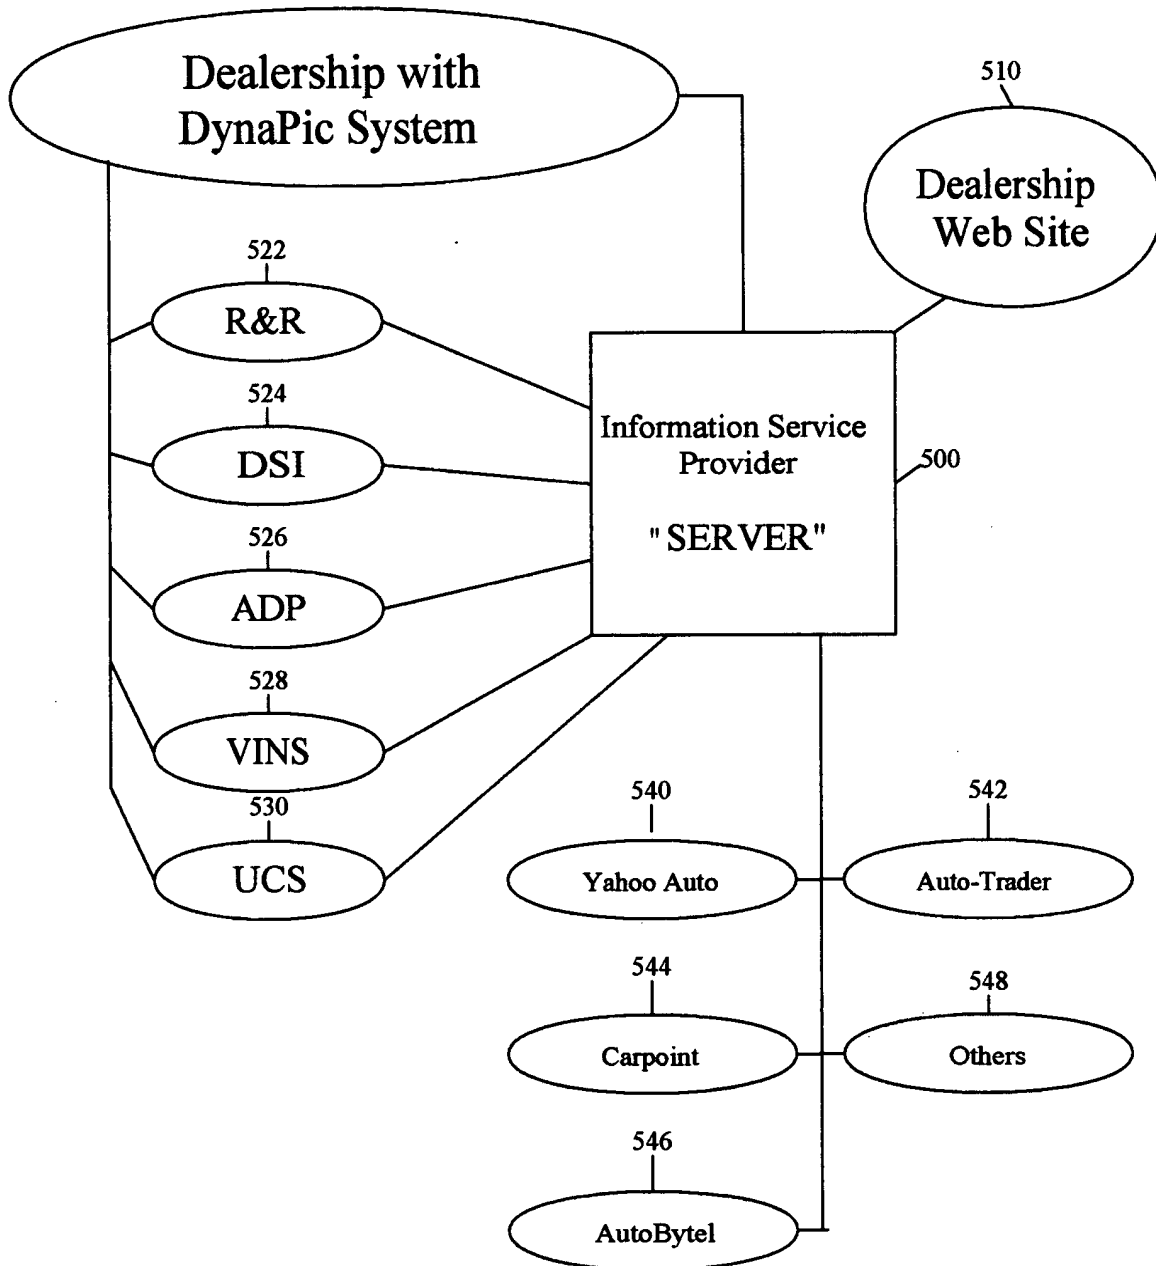 Dealership with
DynaPic System
510
Dealership
Web Site
522
R&R
524
DSI
Information Service
Provider
"SERVER"
500
526
ADP
528
VINS
530
UCS
540
Yahoo Auto
542
Auto-Trader
544
Carpoint
548
Others
546
AutoBytel